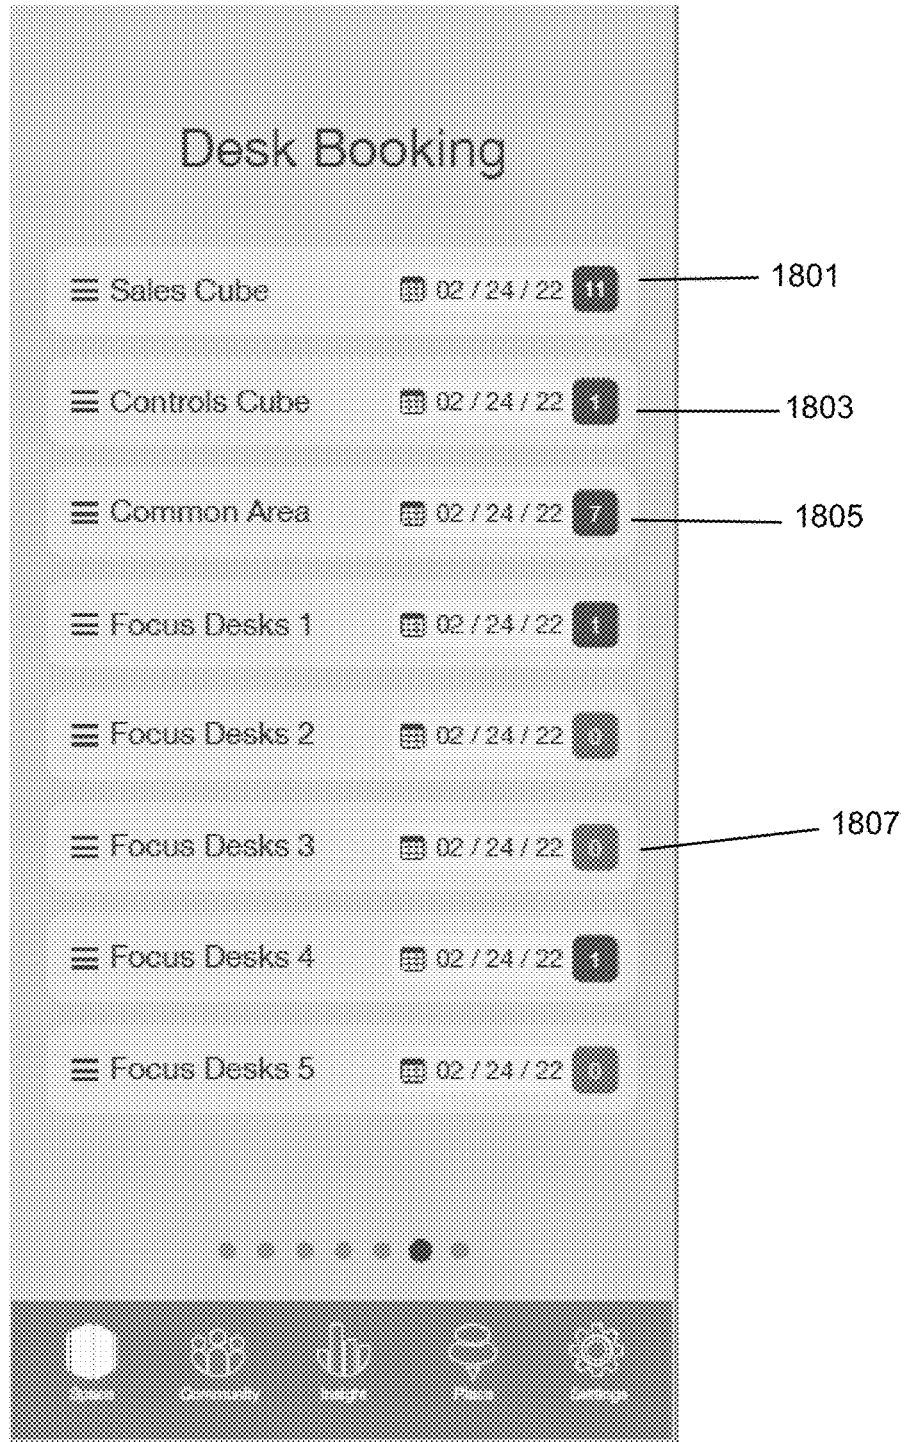 Desk Booking
Sales Cube 02 / 24 / 22 11 1801
Controls Cube 02 / 24 / 22 1 1803
Common Area 02 / 24 / 22 7 1805
Focus Desks 1 02 / 24 / 22 1
Focus Desks 2 02 / 24 / 22
Focus Desks 3 02 / 24 / 22 1807
Focus Desks 4 02 / 24 / 22 1
Focus Desks 5 02 / 24 / 22
Community Settings